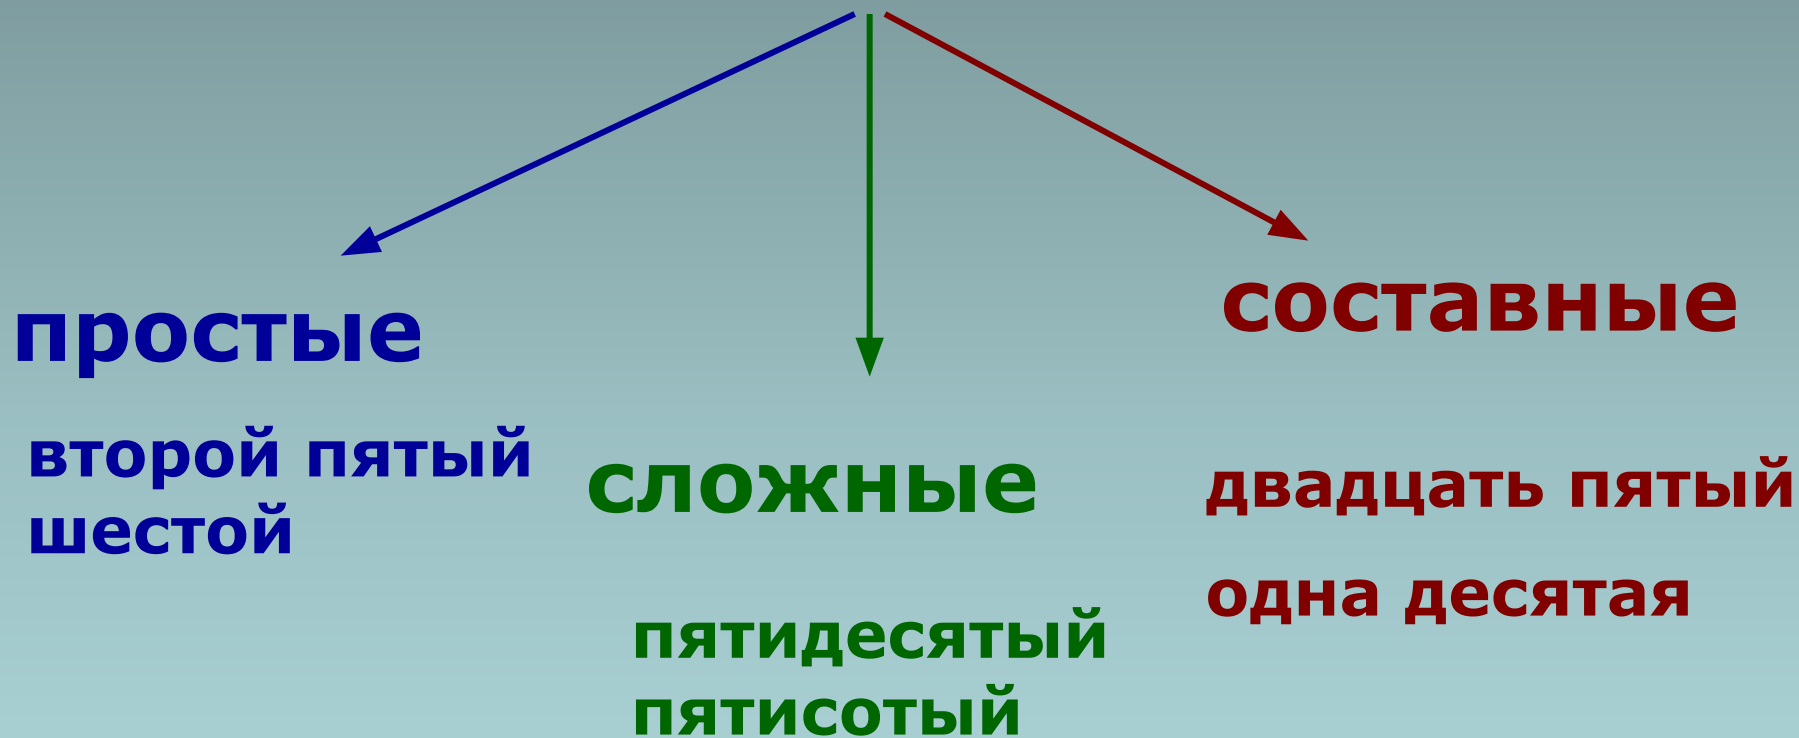 простые
второй пятый
шестой
сложные
пятидесятый
пятисотый
составные
двадцать пятый
одна десятая